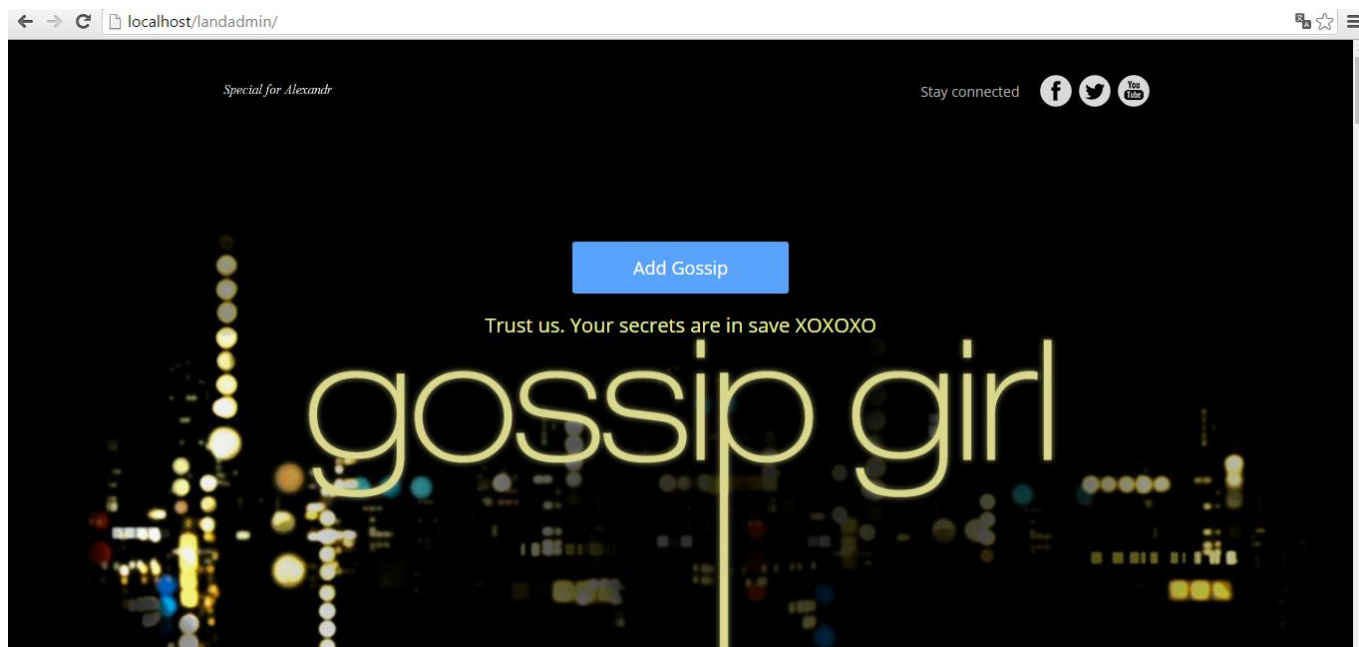 localhost/landadmin/
Special for Alexandr
Stay connected
You
Tube
Add Gossip
Trust us. Your secrets are in save XOXOXO
gossip girl